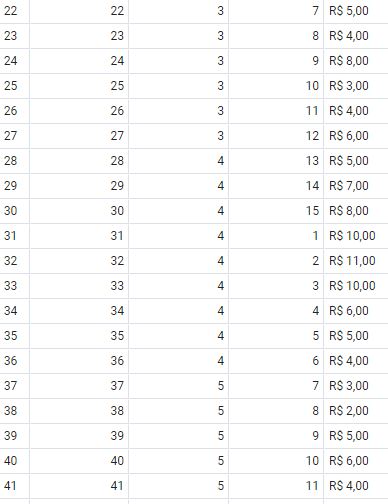 22 22 3 7 R$ 5,00
23 23 3 8 R$ 4,00
24 24 3 9 R$ 8,00
25 25 3 10 R$ 3,00
26 26 3 11 R$ 4,00
27 27 3 12 R$ 6,00
28 28 4 13 R$ 5,00
29 29 4 14 R$ 7,00
30 30 4 15 R$ 8,00
31 31 4 1 R$ 10,00
32 32 4 2 R$ 11,00
33 33 4 3 R$ 10,00
34 34 4 4 R$ 6,00
35 35 4 5 R$ 5,00
36 36 4 6 R$ 4,00
37 37 5 7 R$ 3,00
38 38 5 8 R$ 2,00
39 39 5 9 R$ 5,00
40 40 5 10 R$ 6,00
41 41 5 11 R$ 4,00